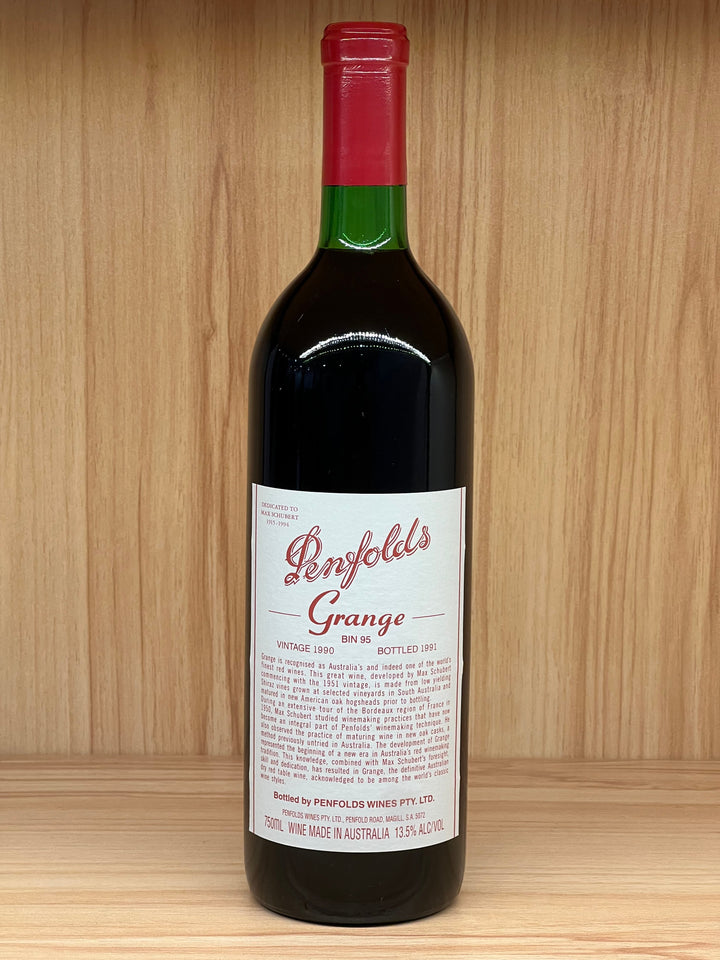 DEDICATED TO
MAX SCHUBERT
1915-1994
Penfolds
Grange
BIN 95
VINTAGE 1990 BOTTLED 1991
Grange is recognised as Australia's and indeed one of the world's
finest red wines. This great wine, developed by Max Schubert
commencing with the 1951 vintage, is made from low yielding
Shiraz vines grown at selected vineyards in South Australia and
matured in new American oak hogsheads prior to bottling.
During an extensive tour of the Bordeaux region of France in
1950, Max Schubert studied winemaking practices that have now
become an integral part of Penfolds' winemaking technique. He
also observed the practice of maturing wine in new oak casks, a
method previously untried in Australia. The development of Grange
represented the beginning of a new era in Australia's red winemaking
tradition. This knowledge, combined with Max Schubert's foresight,
skill and dedication, has resulted in Grange, the definitive Australian
dry red table wine, acknowledged to be among the world's classic
wine styles.
Bottled by PENFOLDS WINES PTY. LTD.
PENFOLDS WINES PTY. LTD., PENFOLD ROAD, MAGILL, S.A. 5072
750ML WINE MADE IN AUSTRALIA 13.5% ALC/VOL